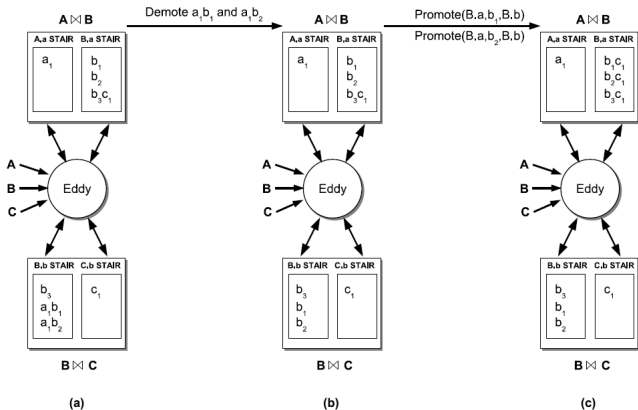 Demote a₁b₁ and a₁b₂
Promote(B.a,b₁,B.b)
Promote(B.a,b₂,B.b)
A ⋈ B
A,a STAIR B,a STAIR
a₁
b₁
b₂
b₃c₁
A
B
C
Eddy
B,b STAIR C,b STAIR
b₃
a₁b₁
a₁b₂
c₁
B ⋈ C
(a)
A ⋈ B
A,a STAIR B,a STAIR
a₁
b₁
b₂
b₃c₁
A
B
C
Eddy
B,b STAIR C,b STAIR
b₃
b₁
b₂
c₁
B ⋈ C
(b)
A ⋈ B
A,a STAIR B,a STAIR
a₁
b₁c₁
b₂c₁
b₃c₁
A
B
C
Eddy
B,b STAIR C,b STAIR
b₃
b₁
b₂
c₁
B ⋈ C
(c)